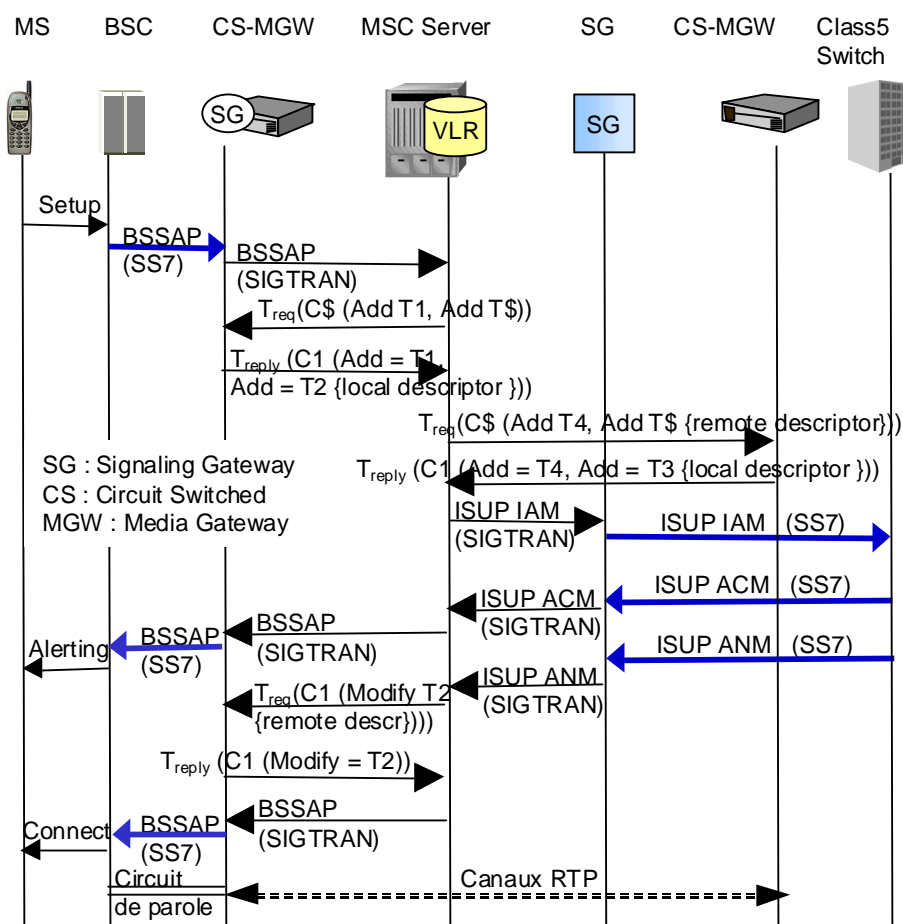 MS BSC CS-MGW MSC Server SG CS-MGW Class5
Switch
SG
VLR
SG
Setup
BSSAP
(SS7)
BSSAP
(SIGTRAN)
Treq(C$ (Add T1, Add T$))
Treply (C1 (Add = T1,
Add = T2 {local descriptor }))
Treq(C$ (Add T4, Add T$ {remote descriptor}))
SG : Signaling Gateway
CS : Circuit Switched
MGW : Media Gateway
Treply (C1 (Add = T4, Add = T3 {local descriptor }))
ISUP IAM
(SIGTRAN)
ISUP IAM (SS7)
ISUP ACM (SS7)
ISUP ACM
(SIGTRAN)
BSSAP
(SIGTRAN)
BSSAP
(SS7)
Alerting
ISUP ANM (SS7)
ISUP ANM
(SIGTRAN)
Treq(C1 (Modify T2
{remote descr})))
Treply (C1 (Modify = T2))
BSSAP
(SIGTRAN)
BSSAP
(SS7)
Connect
Circuit
de parole
Canaux RTP